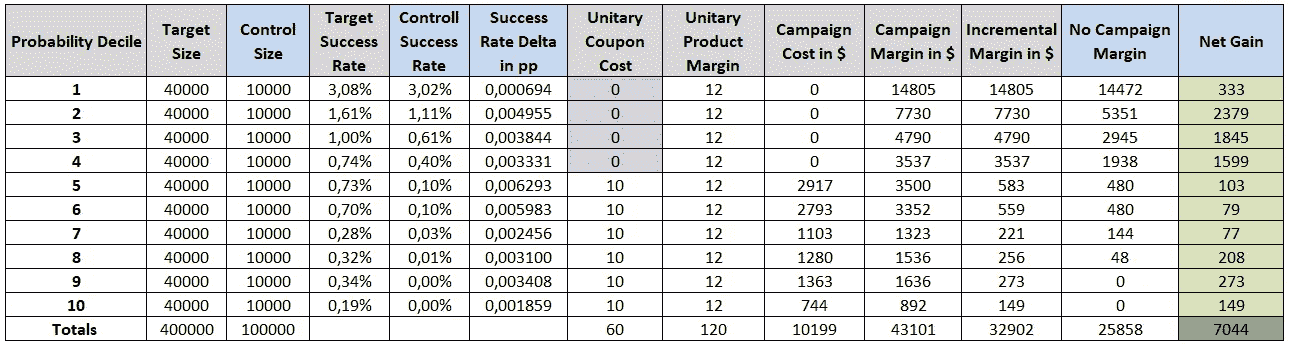 Probability Decile Target Size Control Size Target Success Rate Controll Success Rate Success Rate Delta in pp Unitary Coupon Cost Unitary Product Margin Campaign Cost in $ Campaign Margin in $ Incremental Margin in $ No Campaign Margin Net Gain
1 40000 10000 3,08% 3,02% 0,000694 0 12 0 14805 14805 14472 333
2 40000 10000 1,61% 1,11% 0,004955 0 12 0 7730 7730 5351 2379
3 40000 10000 1,00% 0,61% 0,003844 0 12 0 4790 4790 2945 1845
4 40000 10000 0,74% 0,40% 0,003331 0 12 0 3537 3537 1938 1599
5 40000 10000 0,73% 0,10% 0,006293 10 12 2917 3500 583 480 103
6 40000 10000 0,70% 0,10% 0,005983 10 12 2793 3352 559 480 79
7 40000 10000 0,28% 0,03% 0,002456 10 12 1103 1323 221 144 77
8 40000 10000 0,32% 0,01% 0,003100 10 12 1280 1536 256 48 208
9 40000 10000 0,34% 0,00% 0,003408 10 12 1363 1636 273 0 273
10 40000 10000 0,19% 0,00% 0,001859 10 12 744 892 149 0 149
Totals 400000 100000 60 120 10199 43101 32902 25858 7044